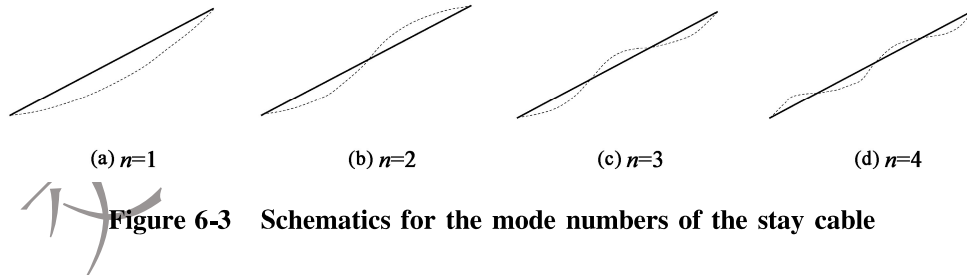 (a) n=1
(b) n=2
(c) n=3
(d) n=4
Figure 6-3 Schematics for the mode numbers of the stay cable